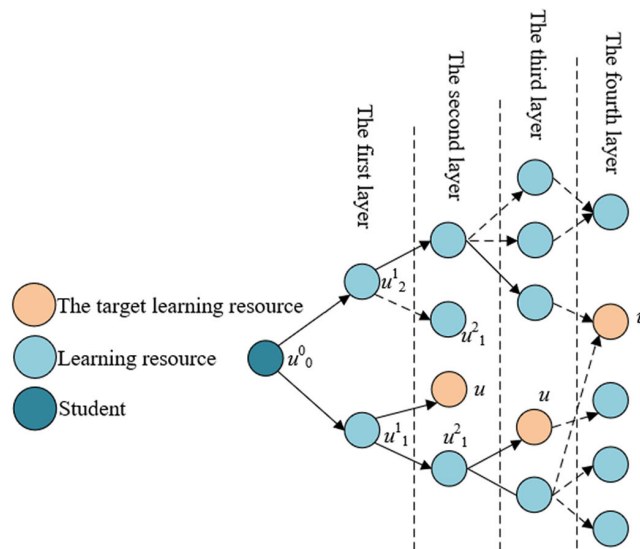 The first layer
The second layer
The third layer
The fourth layer
The target learning resource
Learning resource
Student
u⁰₀
u¹₂
u²₁
u
u¹₁
u²₁
u